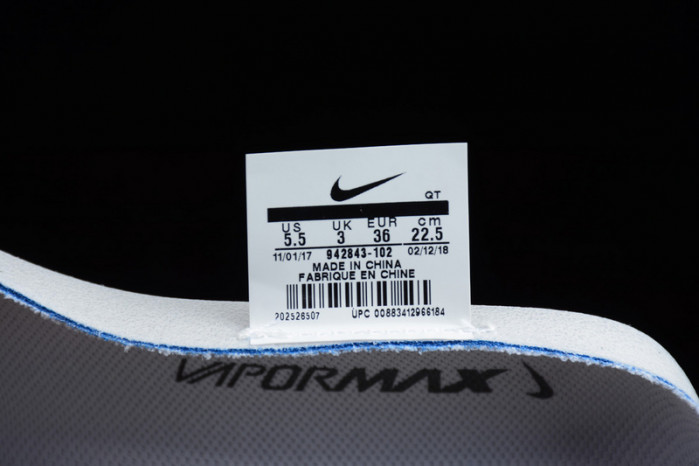 QT
US UK EUR cm
5.5 3 36 22.5
11/01/17 942843-102 02/12/18
MADE IN CHINA
FABRIQUE EN CHINE
202526507 UPC 00883412966184
VAPORMAX